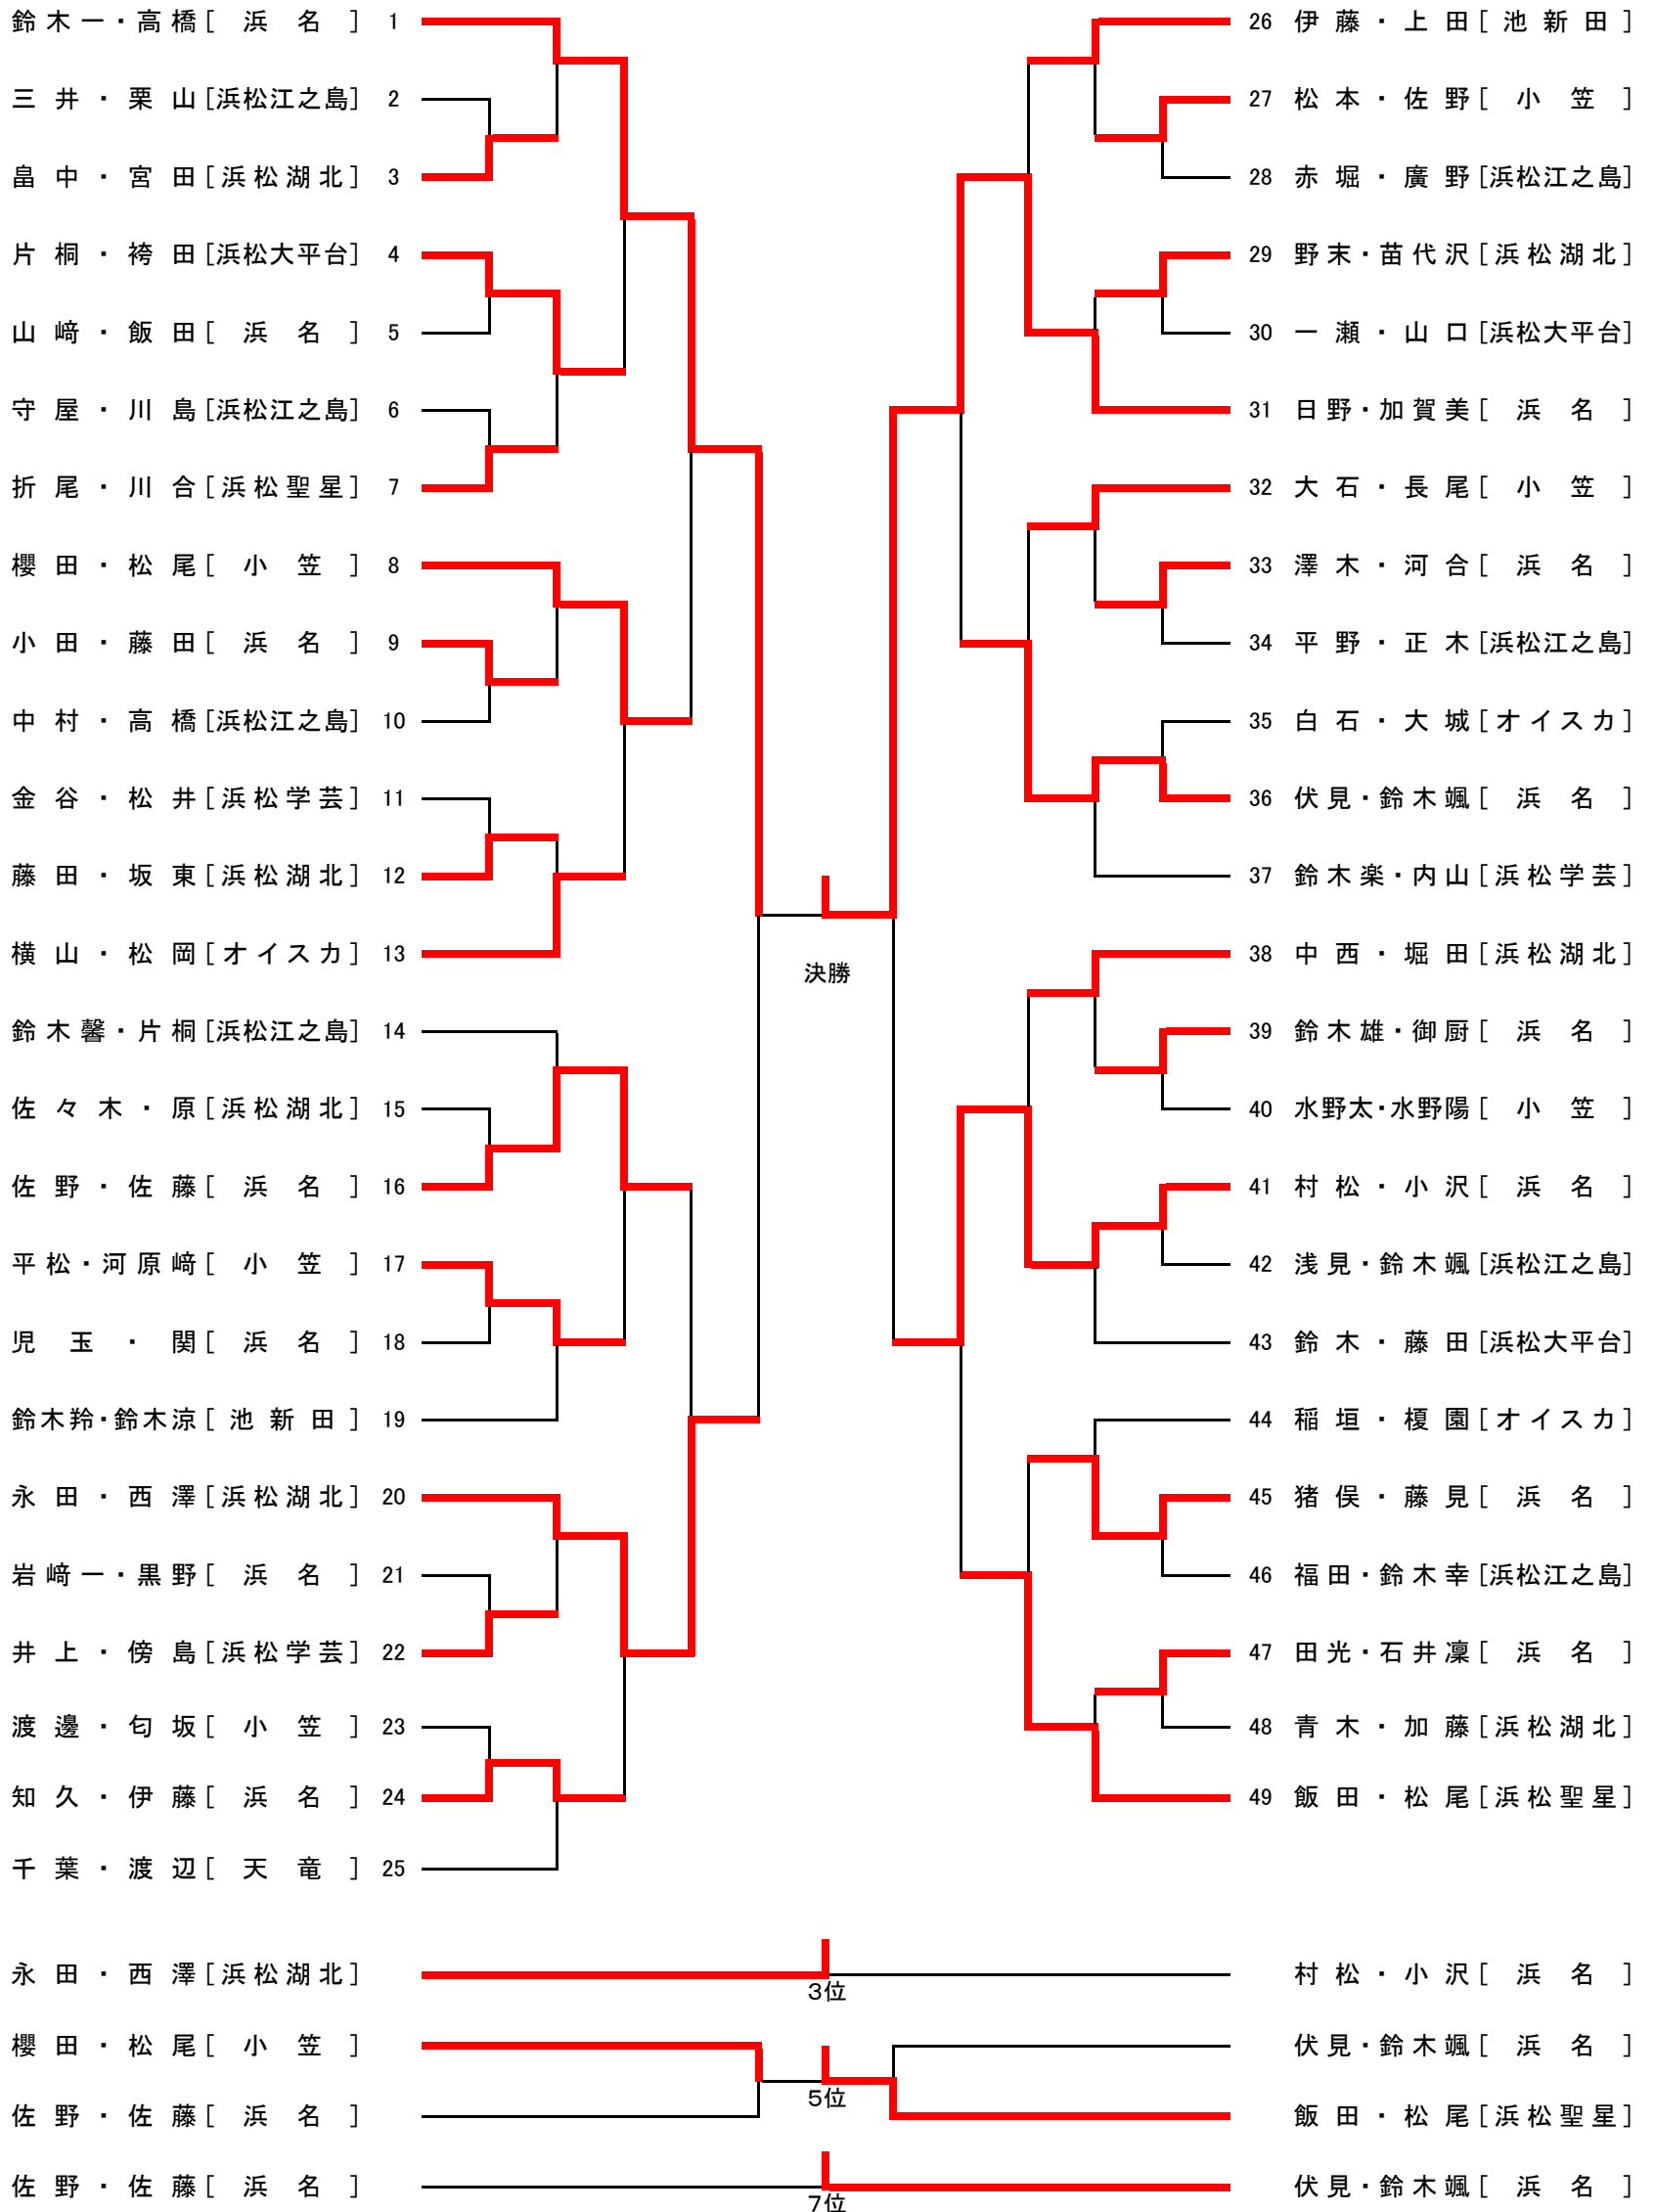 鈴木一・高橋[浜名] 1
三井・栗山[浜松江之島] 2
畠中・宮田[浜松湖北] 3
片桐・袴田[浜松大平台] 4
山﨑・飯田[浜名] 5
守屋・川島[浜松江之島] 6
折尾・川合[浜松聖星] 7
櫻田・松尾[小笠] 8
小田・藤田[浜名] 9
中村・高橋[浜松江之島] 10
金谷・松井[浜松学芸] 11
藤田・坂東[浜松湖北] 12
横山・松岡[オイスカ] 13
鈴木馨・片桐[浜松江之島] 14
佐々木・原[浜松湖北] 15
佐野・佐藤[浜名] 16
平松・河原﨑[小笠] 17
児玉・関[浜名] 18
鈴木羚・鈴木涼[池新田] 19
永田・西澤[浜松湖北] 20
岩﨑一・黒野[浜名] 21
井上・傍島[浜松学芸] 22
渡邊・匂坂[小笠] 23
知久・伊藤[浜名] 24
千葉・渡辺[天竜] 25
決勝
26 伊藤・上田[池新田]
27 松本・佐野[小笠]
28 赤堀・廣野[浜松江之島]
29 野末・苗代沢[浜松湖北]
30 一瀬・山口[浜松大平台]
31 日野・加賀美[浜名]
32 大石・長尾[小笠]
33 澤木・河合[浜名]
34 平野・正木[浜松江之島]
35 白石・大城[オイスカ]
36 伏見・鈴木颯[浜名]
37 鈴木楽・内山[浜松学芸]
38 中西・堀田[浜松湖北]
39 鈴木雄・御厨[浜名]
40 水野太・水野陽[小笠]
41 村松・小沢[浜名]
42 浅見・鈴木颯[浜松江之島]
43 鈴木・藤田[浜松大平台]
44 稲垣・榎園[オイスカ]
45 猪俣・藤見[浜名]
46 福田・鈴木幸[浜松江之島]
47 田光・石井凜[浜名]
48 青木・加藤[浜松湖北]
49 飯田・松尾[浜松聖星]
永田・西澤[浜松湖北]
村松・小沢[浜名]
3位
櫻田・松尾[小笠]
伏見・鈴木颯[浜名]
5位
佐野・佐藤[浜名]
飯田・松尾[浜松聖星]
佐野・佐藤[浜名]
伏見・鈴木颯[浜名]
7位